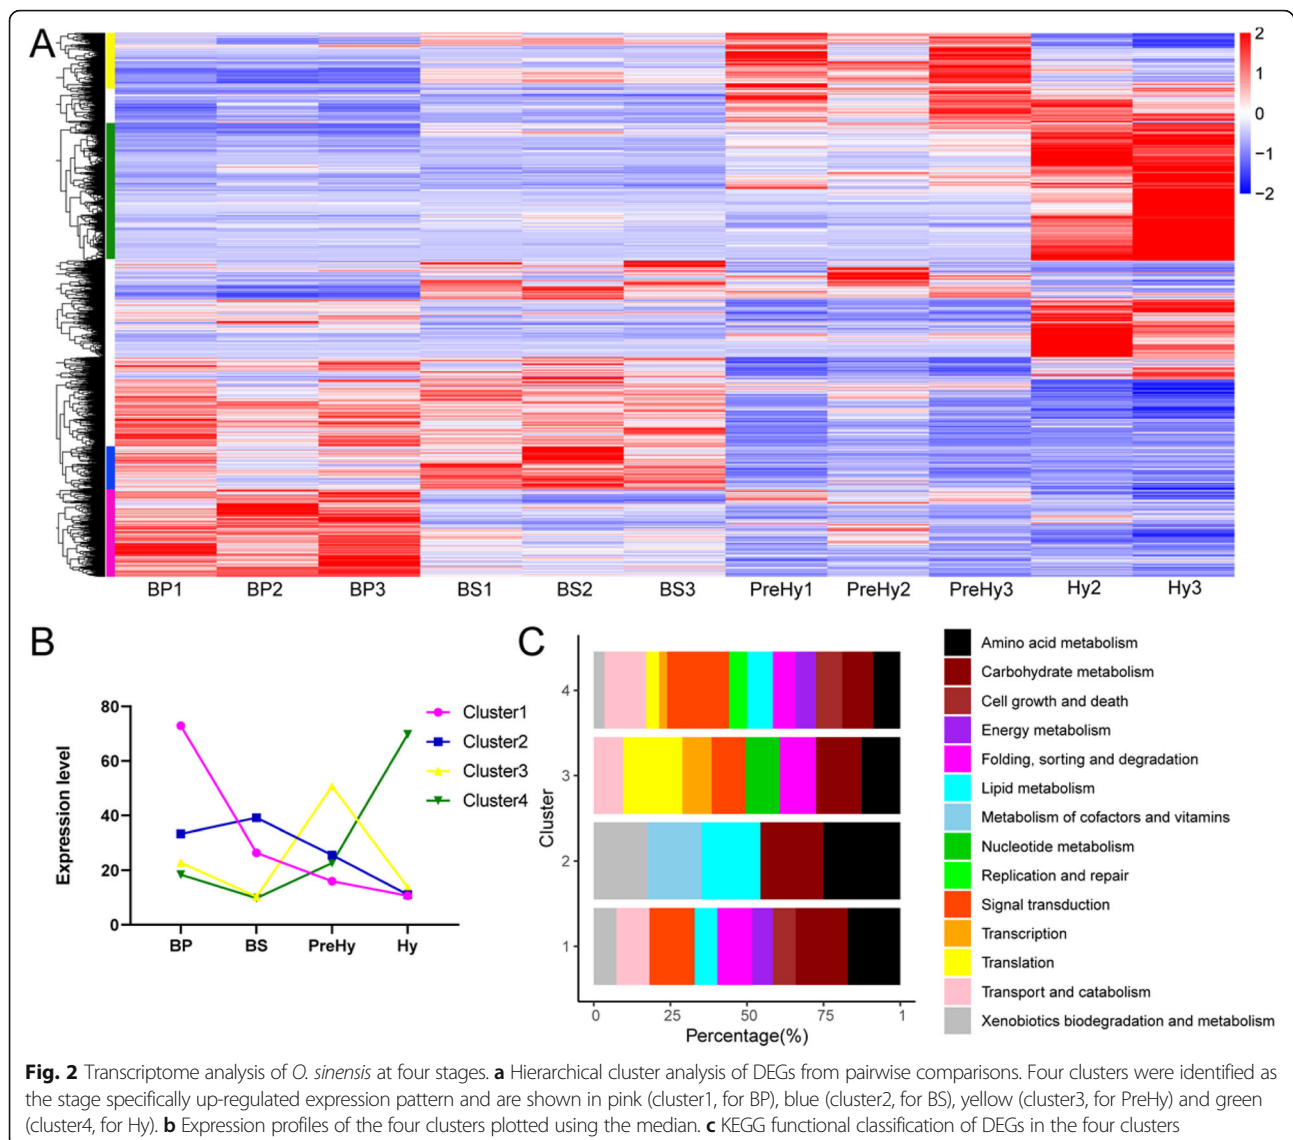 A
2
1
0
−1
−2
BP1 BP2 BP3 BS1 BS2 BS3 PreHy1 PreHy2 PreHy3 Hy2 Hy3
B
Expression level
80
60
40
20
0
BP BS PreHy Hy
Cluster1
Cluster2
Cluster3
Cluster4
C
Cluster
4
3
2
1
0 25 50 75 1
Percentage(%)
Amino acid metabolism
Carbohydrate metabolism
Cell growth and death
Energy metabolism
Folding, sorting and degradation
Lipid metabolism
Metabolism of cofactors and vitamins
Nucleotide metabolism
Replication and repair
Signal transduction
Transcription
Translation
Transport and catabolism
Xenobiotics biodegradation and metabolism
Fig. 2 Transcriptome analysis of O. sinensis at four stages. a Hierarchical cluster analysis of DEGs from pairwise comparisons. Four clusters were identified as
the stage specifically up-regulated expression pattern and are shown in pink (cluster1, for BP), blue (cluster2, for BS), yellow (cluster3, for PreHy) and green
(cluster4, for Hy). b Expression profiles of the four clusters plotted using the median. c KEGG functional classification of DEGs in the four clusters